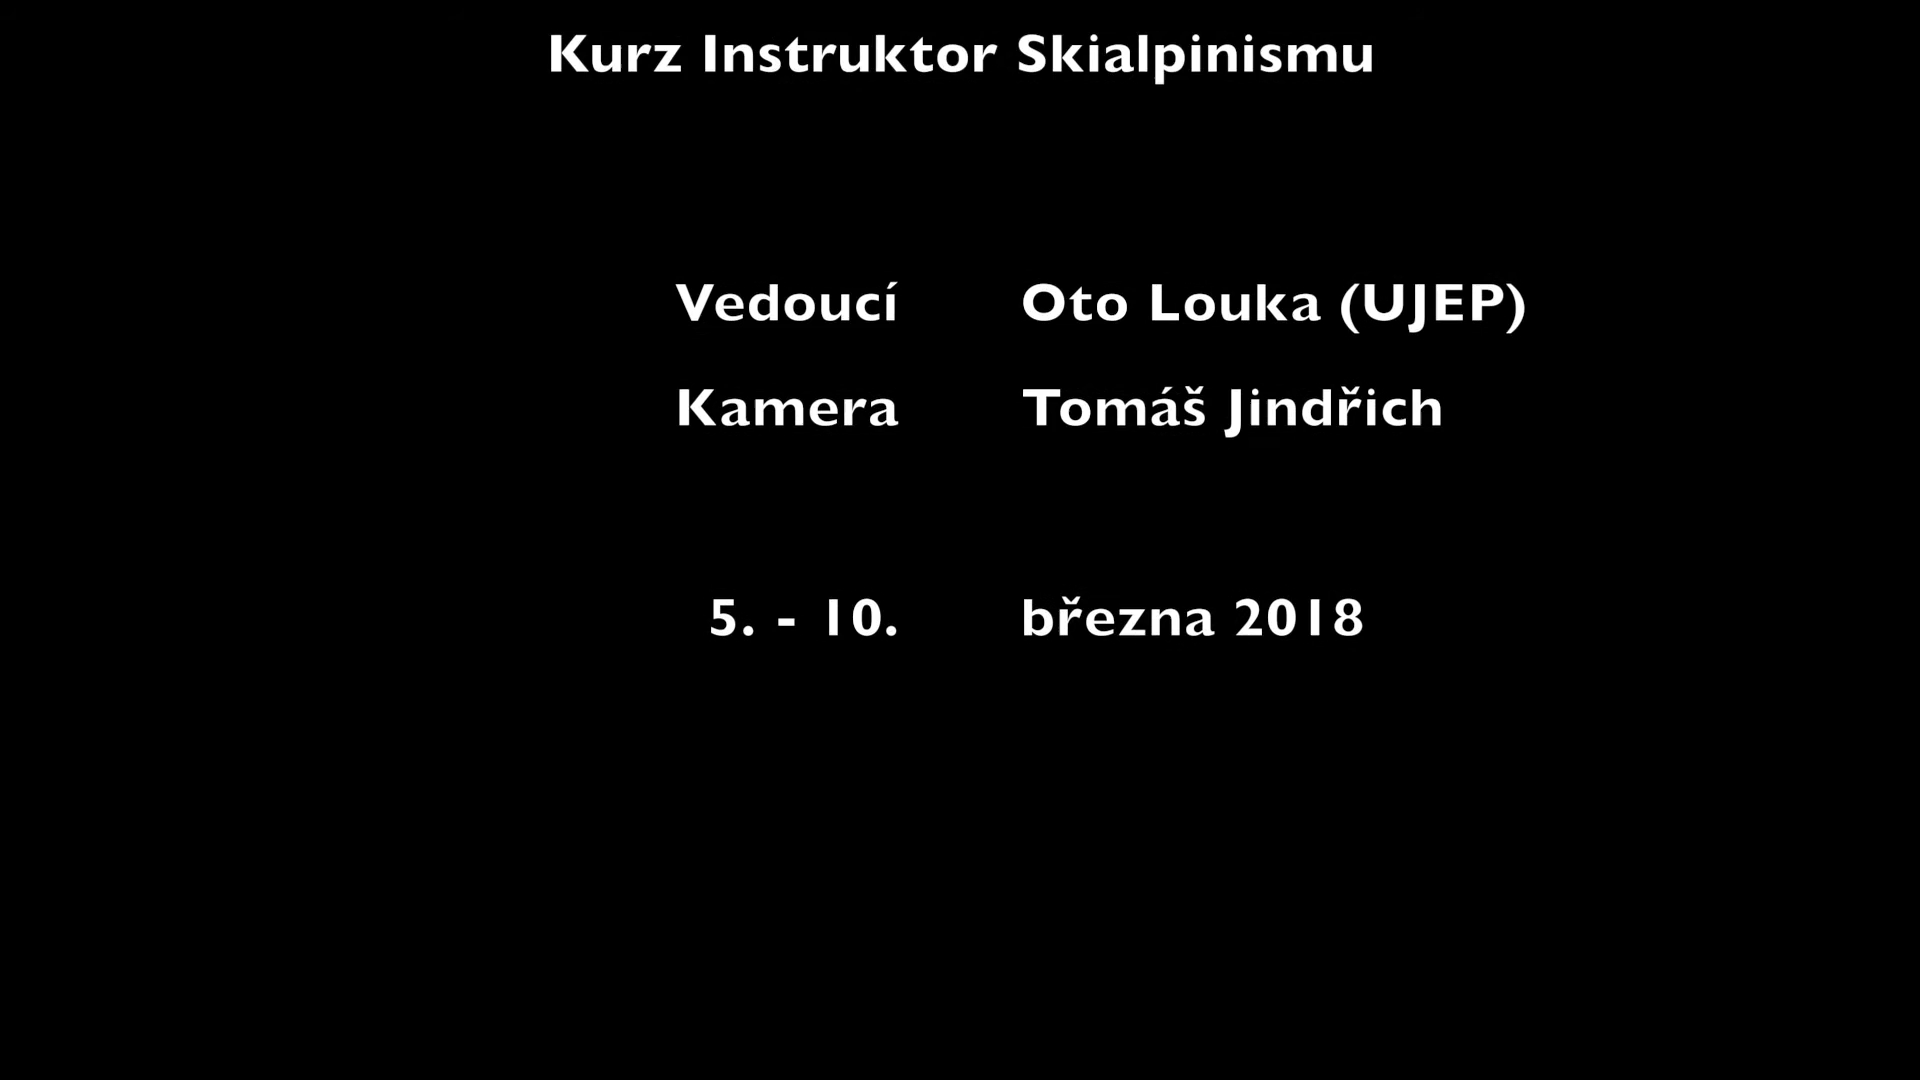 Kurz Instruktor Skialpinismu
Vedoucí Oto Louka (UJEP)
Kamera Tomáš Jindřich
5. - 10. března 2018